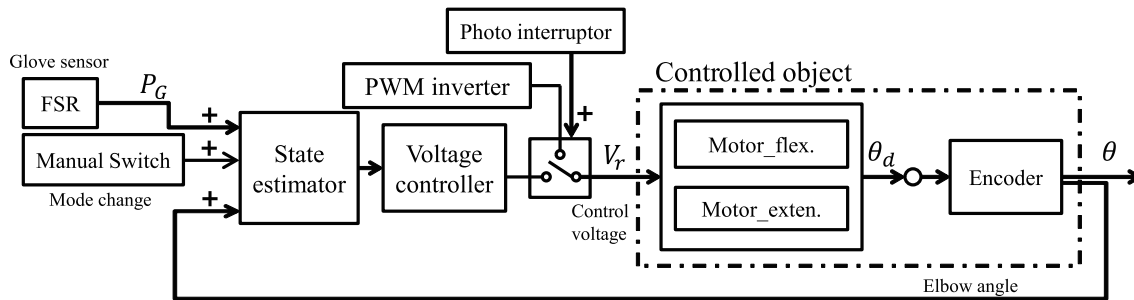 Photo interruptor
Glove sensor
FSR
P_G
PWM inverter
Controlled object
+
+
Manual Switch
+
Mode change
+
State
estimator
Voltage
controller
V_r
Control
voltage
Motor_flex.
Motor_exten.
θ_d
Encoder
θ
Elbow angle